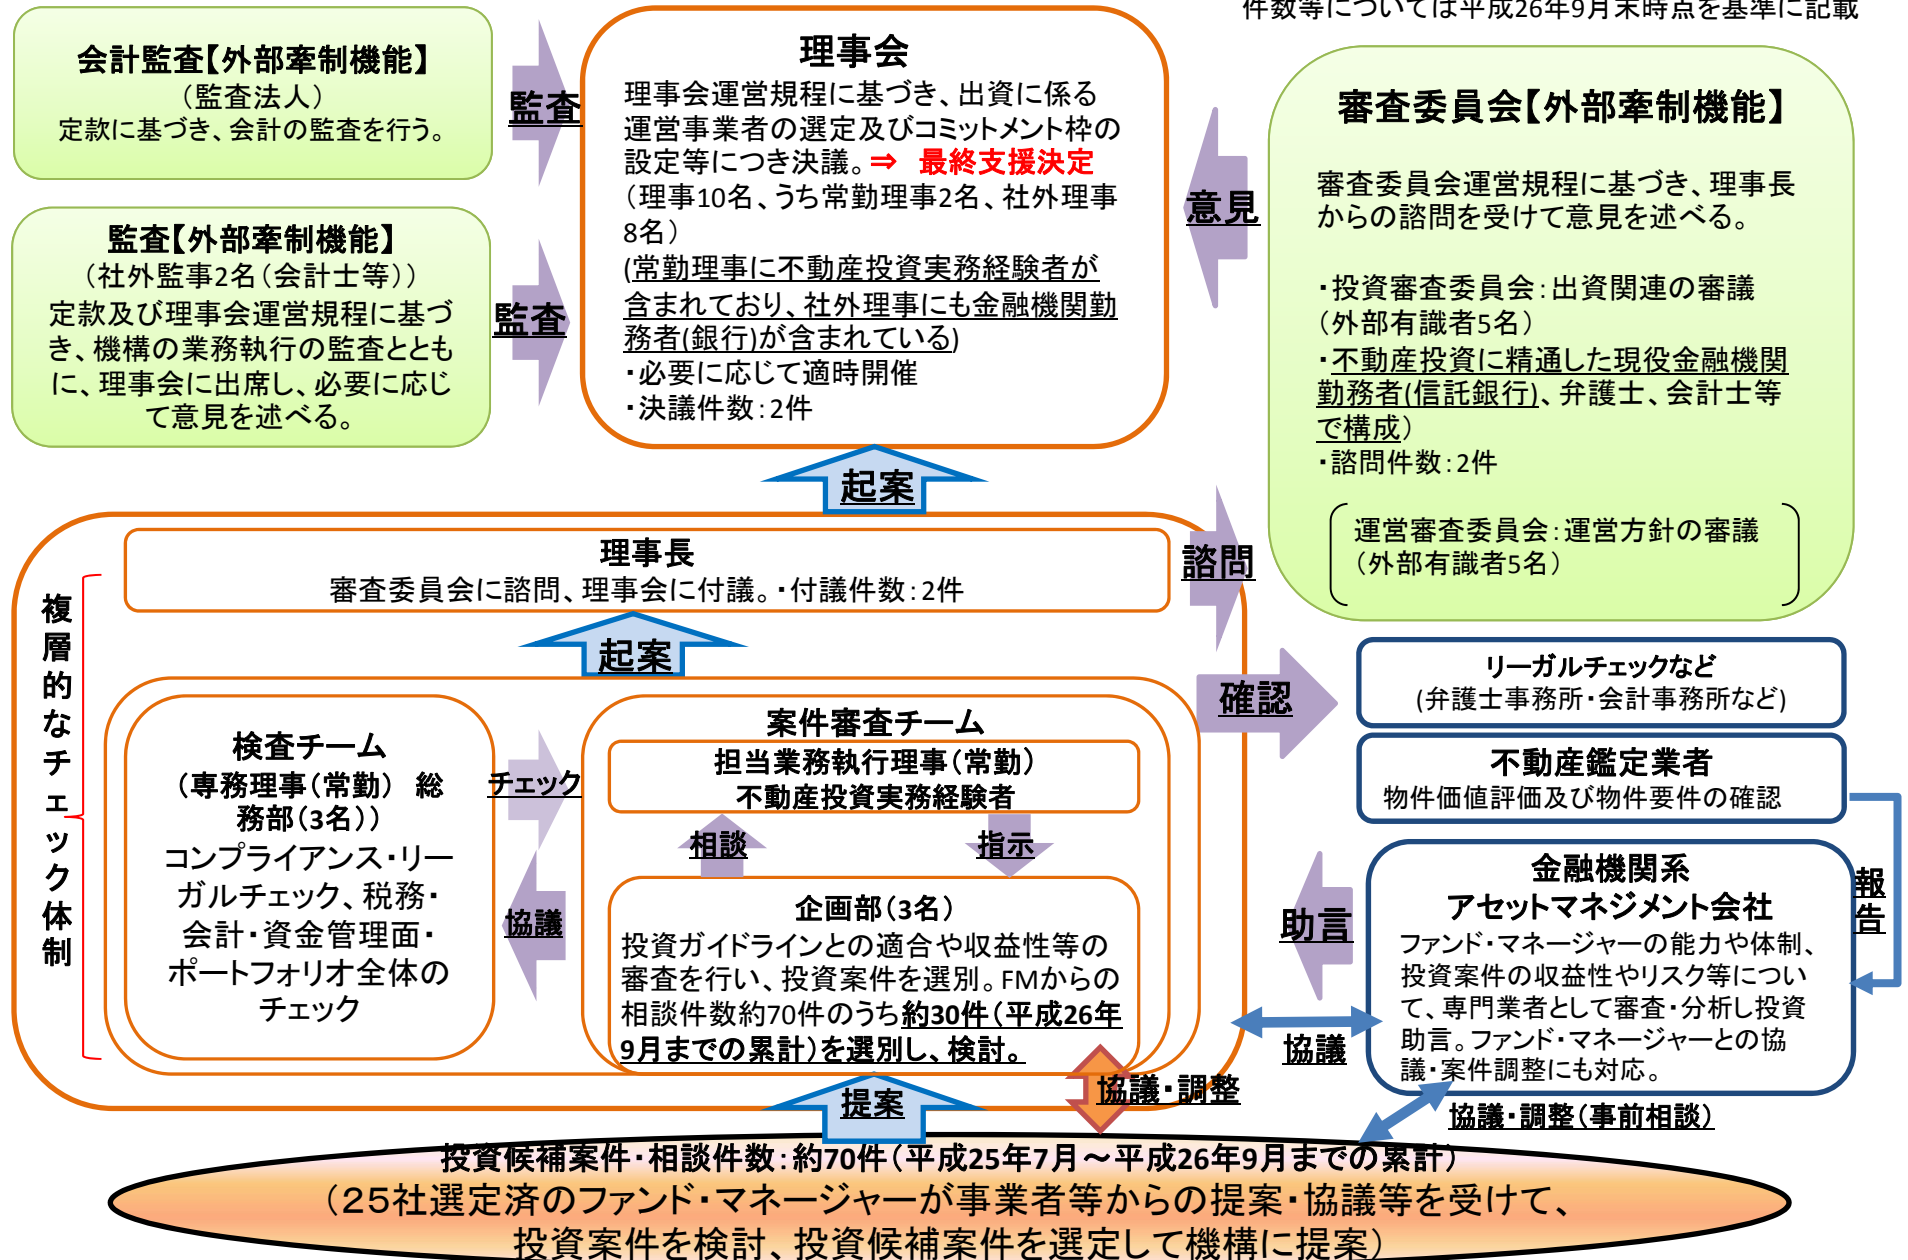 件数等については平成26年9月末時点を基準に記載
会計監査【外部牽制機能】
（監査法人）
定款に基づき、会計の監査を行う。
監査
監査【外部牽制機能】
（社外監事2名（会計士等））
定款及び理事会運営規程に基づ
き、機構の業務執行の監査ととも
に、理事会に出席し、必要に応じ
て意見を述べる。
監査
理事会
理事会運営規程に基づき、出資に係る
運営事業者の選定及びコミットメント枠の
設定等につき決議。⇒　最終支援決定
（理事10名、うち常勤理事2名、社外理事
8名）
(常勤理事に不動産投資実務経験者が
含まれており、社外理事にも金融機関勤
務者(銀行)が含まれている)
・必要に応じて適時開催
・決議件数：2件
意見
審査委員会【外部牽制機能】
審査委員会運営規程に基づき、理事長
からの諮問を受けて意見を述べる。
・投資審査委員会：出資関連の審議
（外部有識者5名）
・不動産投資に精通した現役金融機関
勤務者(信託銀行)、弁護士、会計士等
で構成）
・諮問件数：2件
運営審査委員会：運営方針の審議
（外部有識者5名）
起案
複層的なチェック体制
理事長
審査委員会に諮問、理事会に付議。・付議件数：2件
諮問
起案
検査チーム
（専務理事（常勤）　総
務部（3名））
コンプライアンス・リー
ガルチェック、税務・
会計・資金管理面・
ポートフォリオ全体の
チェック
チェック
協議
案件審査チーム
担当業務執行理事（常勤）
不動産投資実務経験者
相談
指示
企画部（3名）
投資ガイドラインとの適合や収益性等の
審査を行い、投資案件を選別。FMからの
相談件数約70件のうち約30件（平成26年
9月までの累計）を選別し、検討。
確認
リーガルチェックなど
(弁護士事務所・会計事務所など)
不動産鑑定業者
物件価値評価及び物件要件の確認
報告
助言
金融機関系
アセットマネジメント会社
ファンド・マネージャーの能力や体制、
投資案件の収益性やリスク等につい
て、専門業者として審査・分析し投資
助言。ファンド・マネージャーとの協
議・案件調整にも対応。
協議
提案
協議・調整
協議・調整（事前相談）
投資候補案件・相談件数：約70件（平成25年7月～平成26年9月までの累計）
（２５社選定済のファンド・マネージャーが事業者等からの提案・協議等を受けて、
投資案件を検討、投資候補案件を選定して機構に提案）